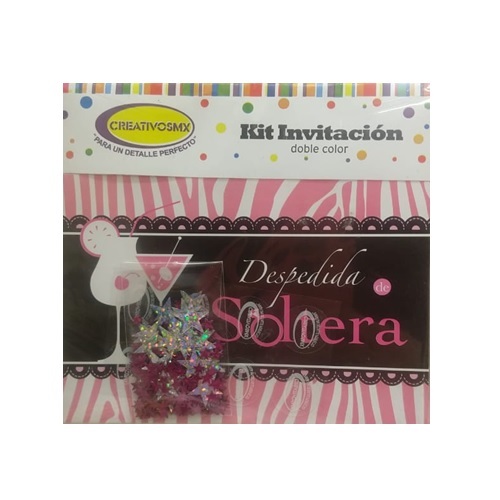 CREATIVOSMX
"PARA UN DETALLE PERFECTO"
Kit Invitación
doble color
Despedida
de
Soltera